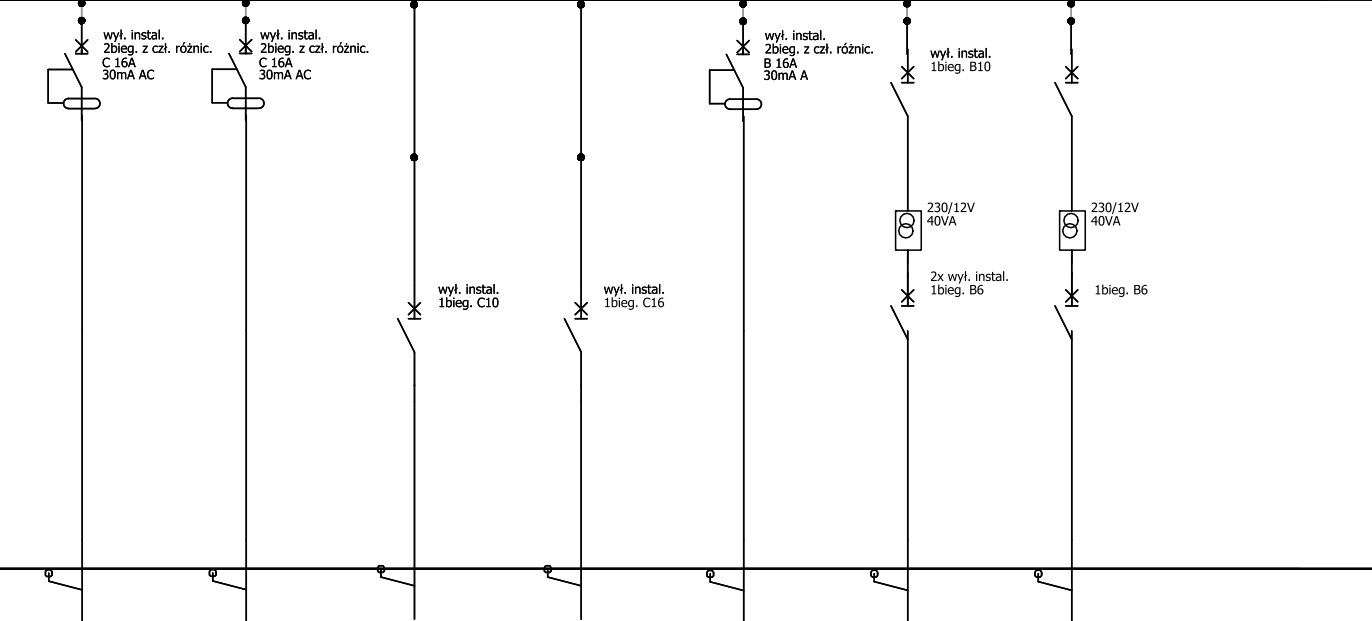 wył. instal.
2bieg. z czł. różnic.
C 16A
30mA AC
wył. instal.
2bieg. z czł. różnic.
C 16A
30mA AC
wył. instal.
1bieg. C10
wył. instal.
1bieg. C16
wył. instal.
2bieg. z czł. różnic.
B 16A
30mA A
wył. instal.
1bieg. B10
230/12V
40VA
2x wył. instal.
1bieg. B6
230/12V
40VA
1bieg. B6